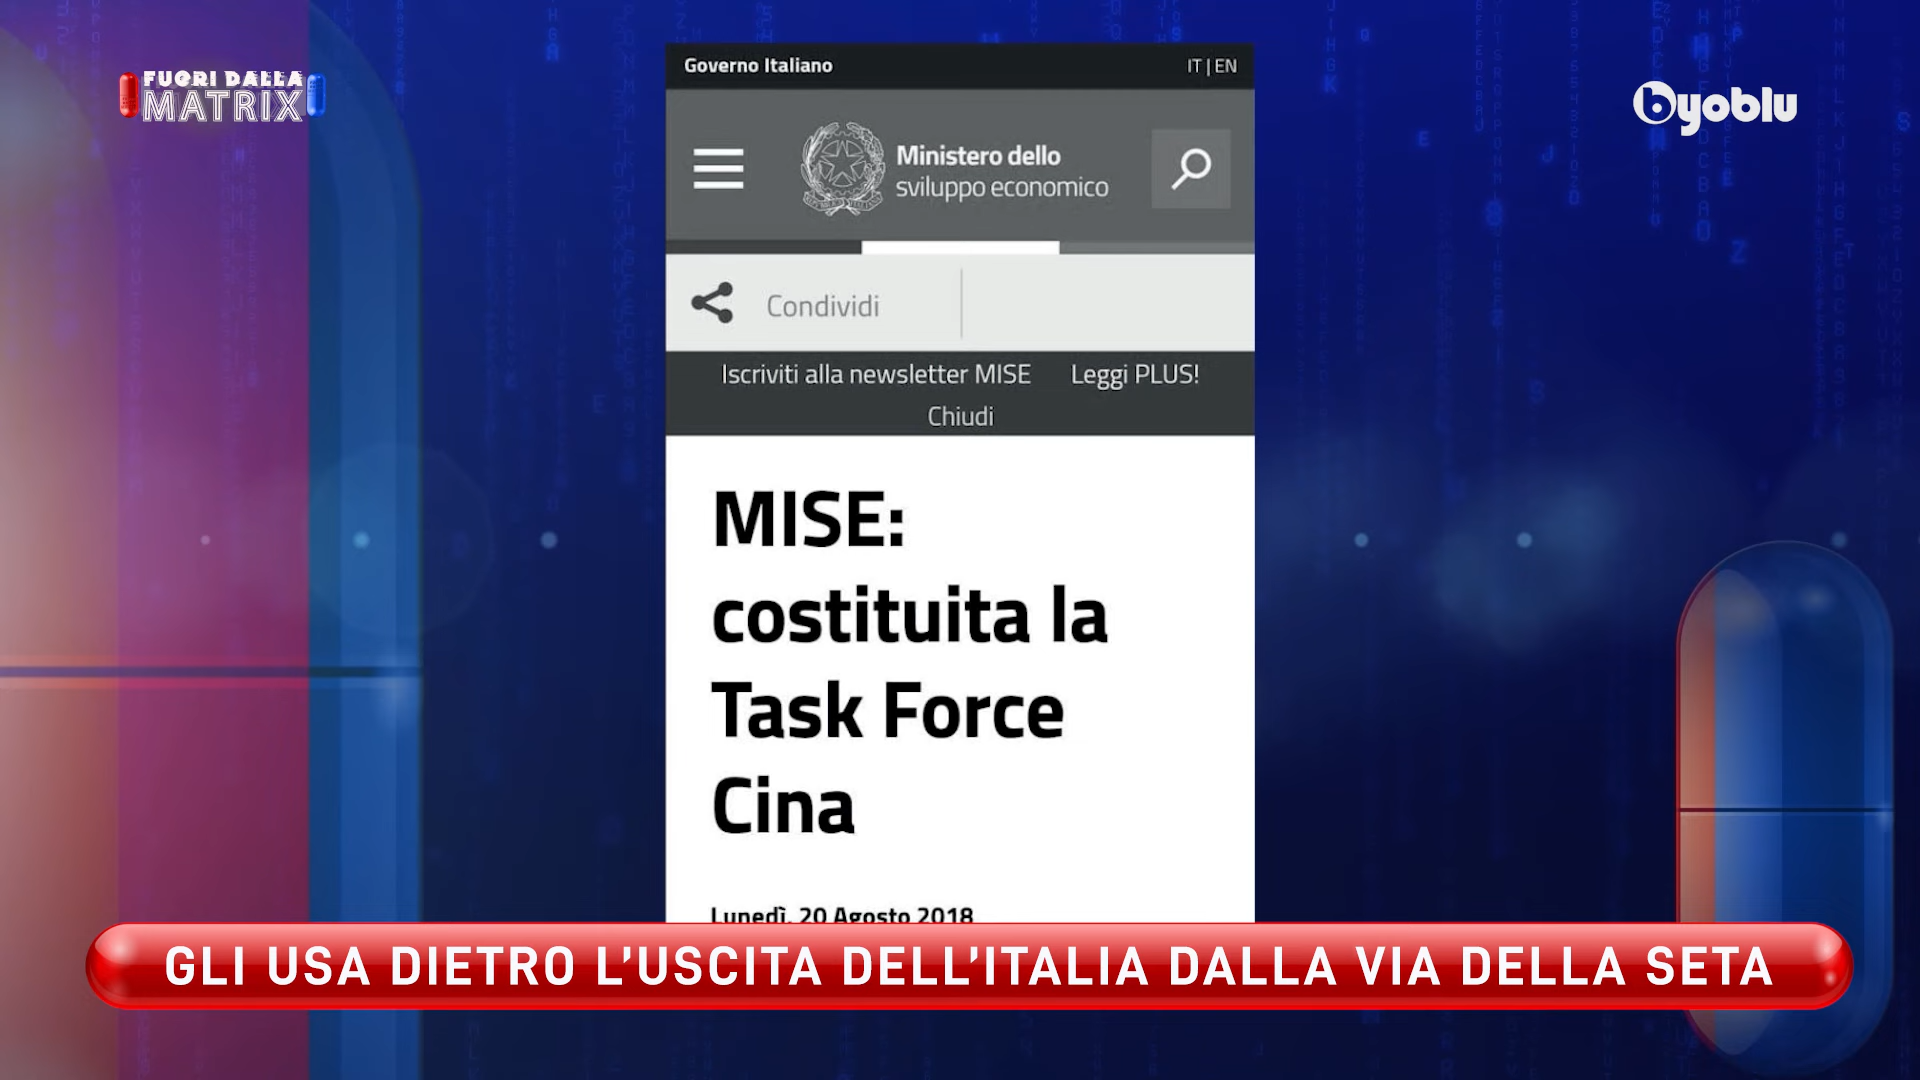 FUORI DALLA
MATRIX
byoblu
Governo Italiano
IT | EN
Ministero dello
sviluppo economico
Condividi
Iscriviti alla newsletter MISE
Leggi PLUS!
Chiudi
MISE:
costituita la
Task Force
Cina
Lunedì, 20 Agosto 2018
GLI USA DIETRO L’USCITA DELL’ITALIA DALLA VIA DELLA SETA